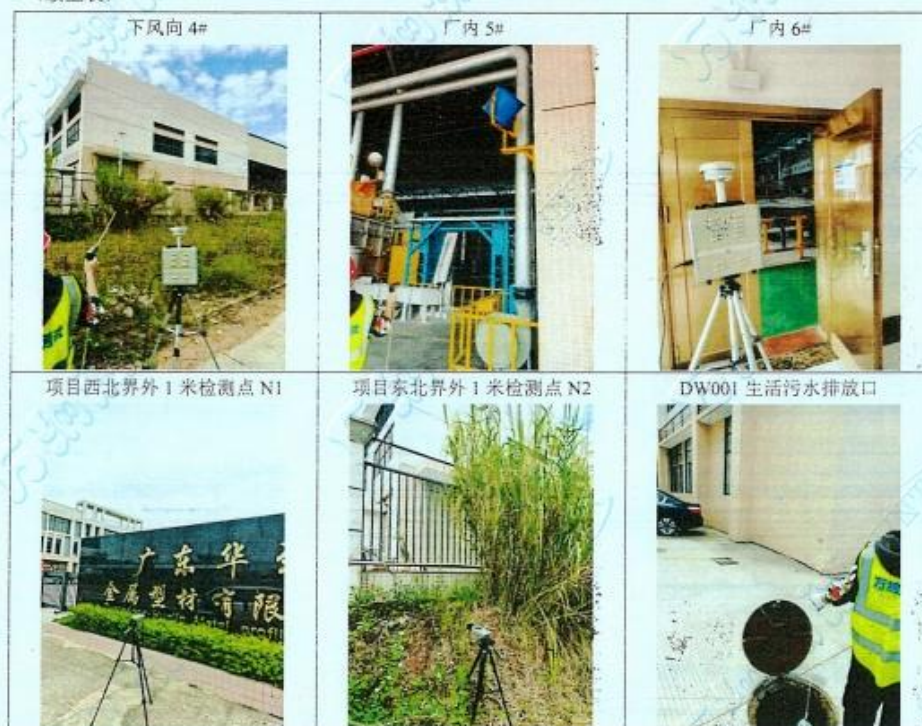 下风向 4#
厂内 5#
厂内 6#
项目西北界外 1 米检测点 N1
项目东北界外 1 米检测点 N2
DW001 生活污水排放口
广东华
金属型材有限